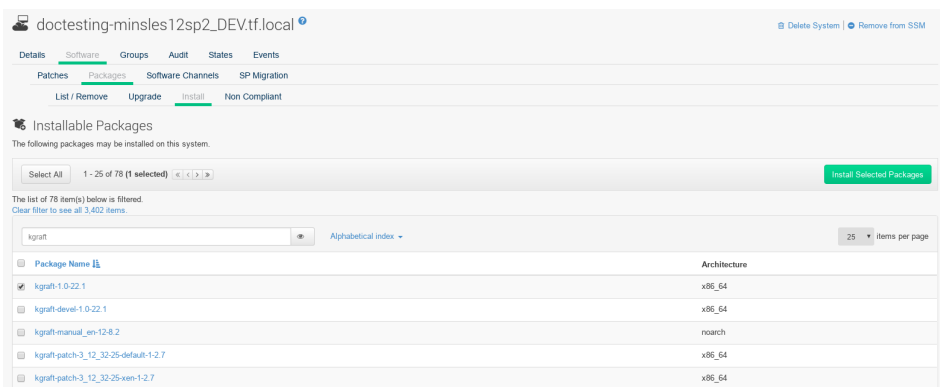 doctesting-minsles12sp2_DEV.tf.local ?
Delete System | Remove from SSM
Details Software Groups Audit States Events
Patches Packages Software Channels SP Migration
List / Remove Upgrade Install Non Compliant
Installable Packages
The following packages may be installed on this system.
Select All 1 - 25 of 78 (1 selected) Install Selected Packages
The list of 78 item(s) below is filtered.
Clear filter to see all 3,402 items.
kgraft Alphabetical index 25 items per page
Package Name Architecture
kgraft-1.0-22.1 x86_64
kgraft-devel-1.0-22.1 x86_64
kgraft-manual_en-12-8.2 noarch
kgraft-patch-3_12_32-25-default-1-2.7 x86_64
kgraft-patch-3_12_32-25-xen-1-2.7 x86_64